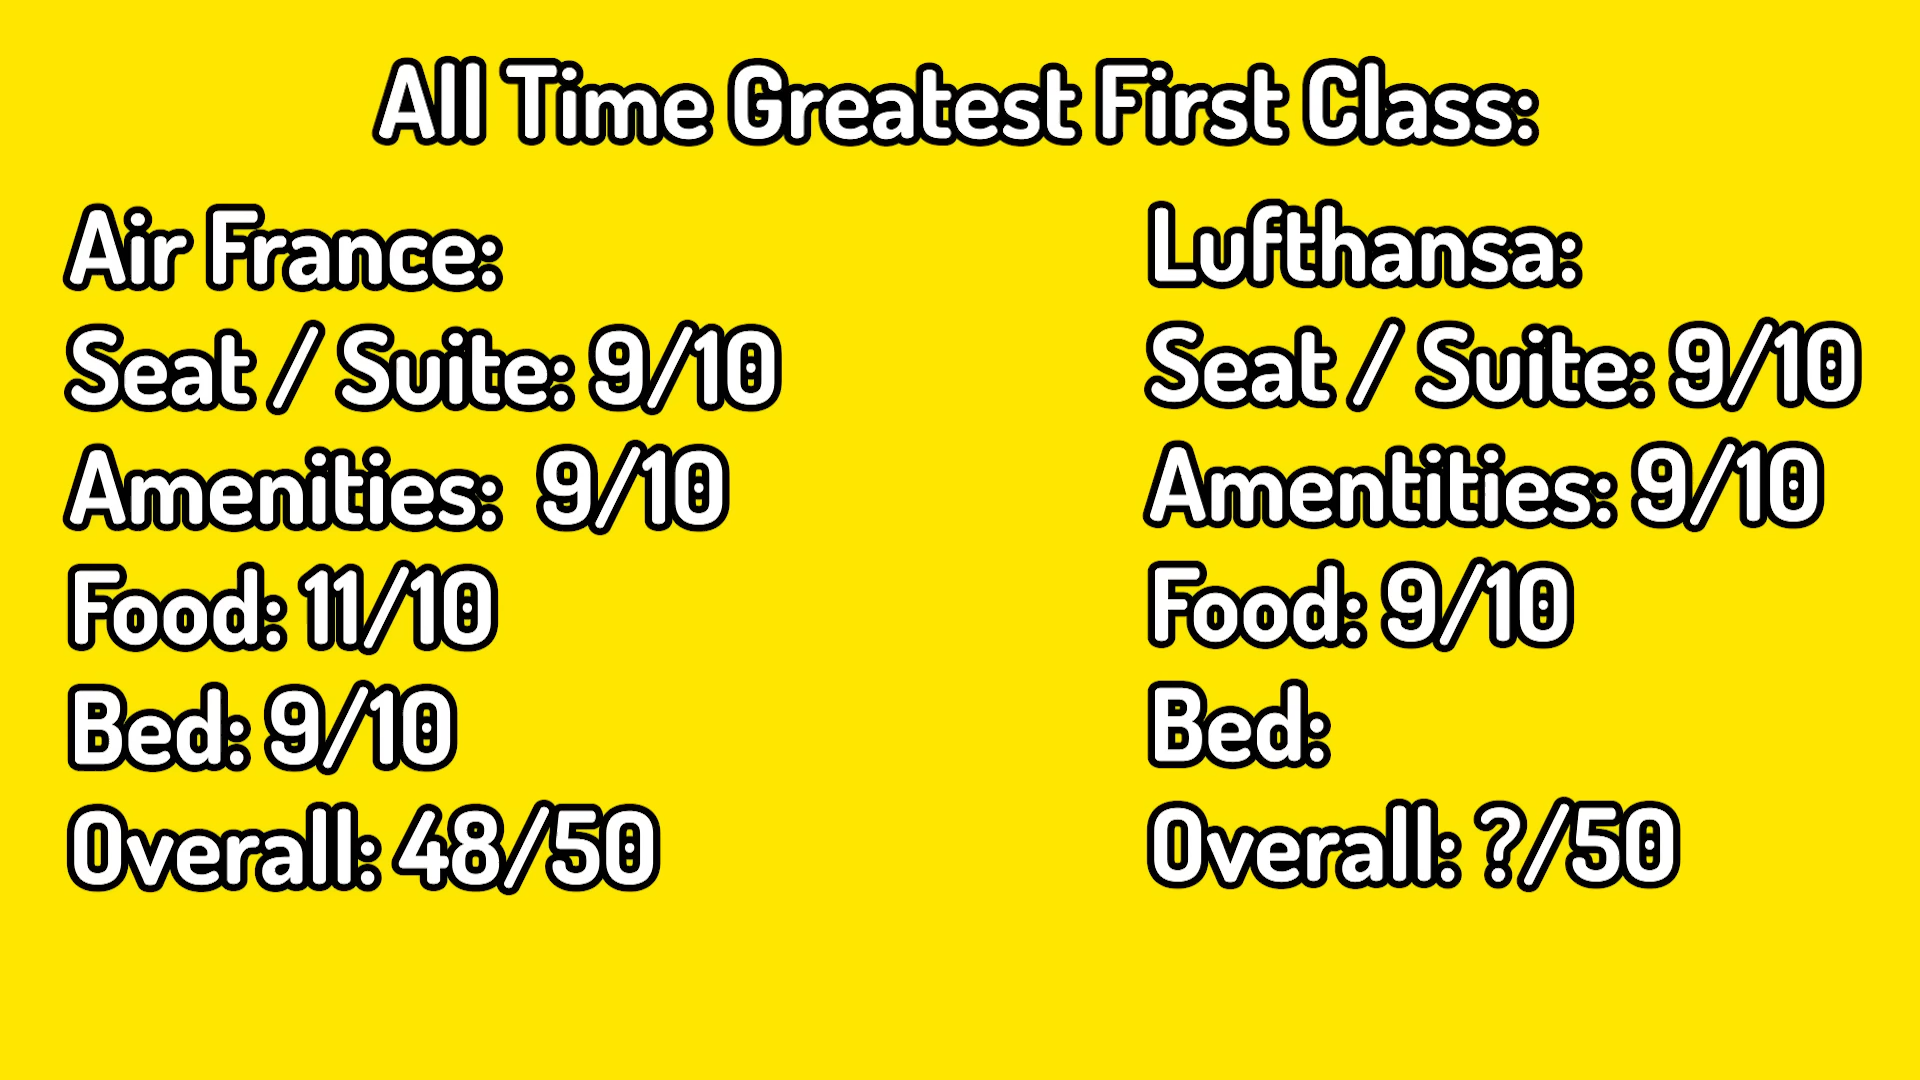 All Time Greatest First Class:
Air France:
Seat / Suite: 9/10
Amenities:  9/10
Food: 11/10
Bed: 9/10
Overall: 48/50
Lufthansa:
Seat / Suite: 9/10
Amentities: 9/10
Food: 9/10
Bed:
Overall: ?/50